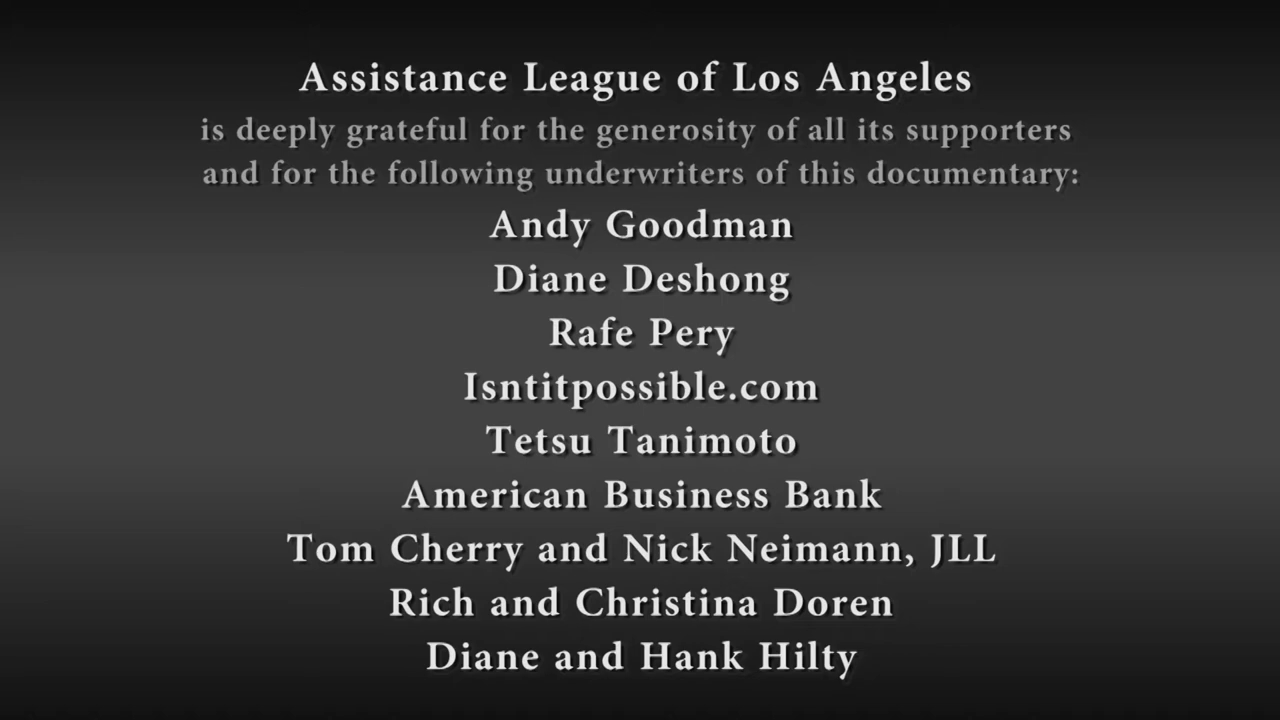 Assistance League of Los Angeles
is deeply grateful for the generosity of all its supporters
and for the following underwriters of this documentary:
Andy Goodman
Diane Deshong
Rafe Pery
Isntitpossible.com
Tetsu Tanimoto
American Business Bank
Tom Cherry and Nick Neimann, JLL
Rich and Christina Doren
Diane and Hank Hilty